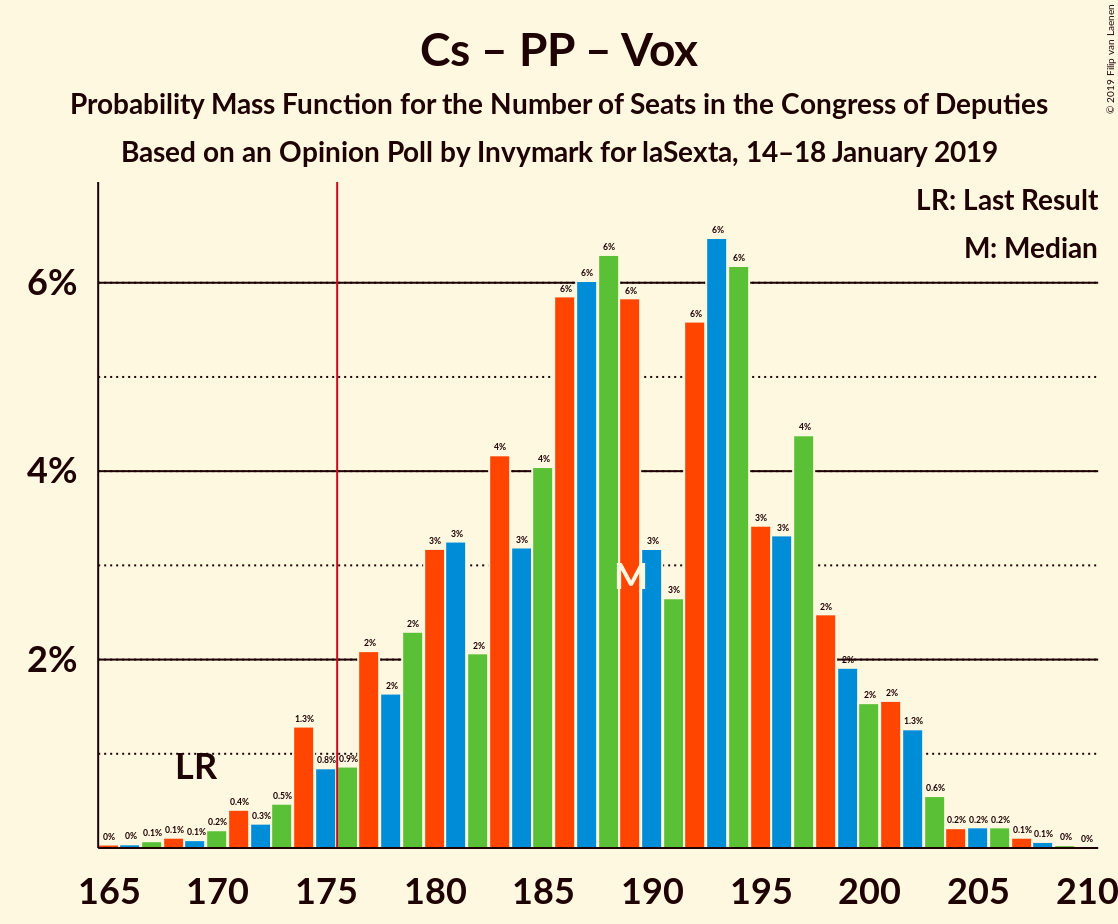 Cs – PP – Vox
Probability Mass Function for the Number of Seats in the Congress of Deputies
Based on an Opinion Poll by Invymark for laSexta, 14–18 January 2019
© 2019 Filip van Laenen
LR: Last Result
M: Median
6%
4%
2%
0% 0% 0.1% 0.1% 0.1% 0.2% 0.4% 0.3% 0.5% 1.3% 0.8% 0.9% 2% 2% 2% 3% 3% 2% 4% 3% 4% 6% 6% 6% 6% 3% 3% 6% 6% 6% 3% 3% 4% 2% 2% 2% 2% 1.3% 0.6% 0.2% 0.2% 0.2% 0.1% 0.1% 0% 0%
LR
M
165 170 175 180 185 190 195 200 205 210